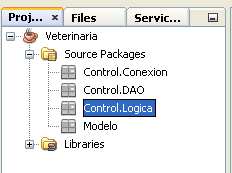 Proj... × Files Servic...
Veterinaria
Source Packages
Control.Conexion
Control.DAO
Control.Logica
Modelo
Libraries